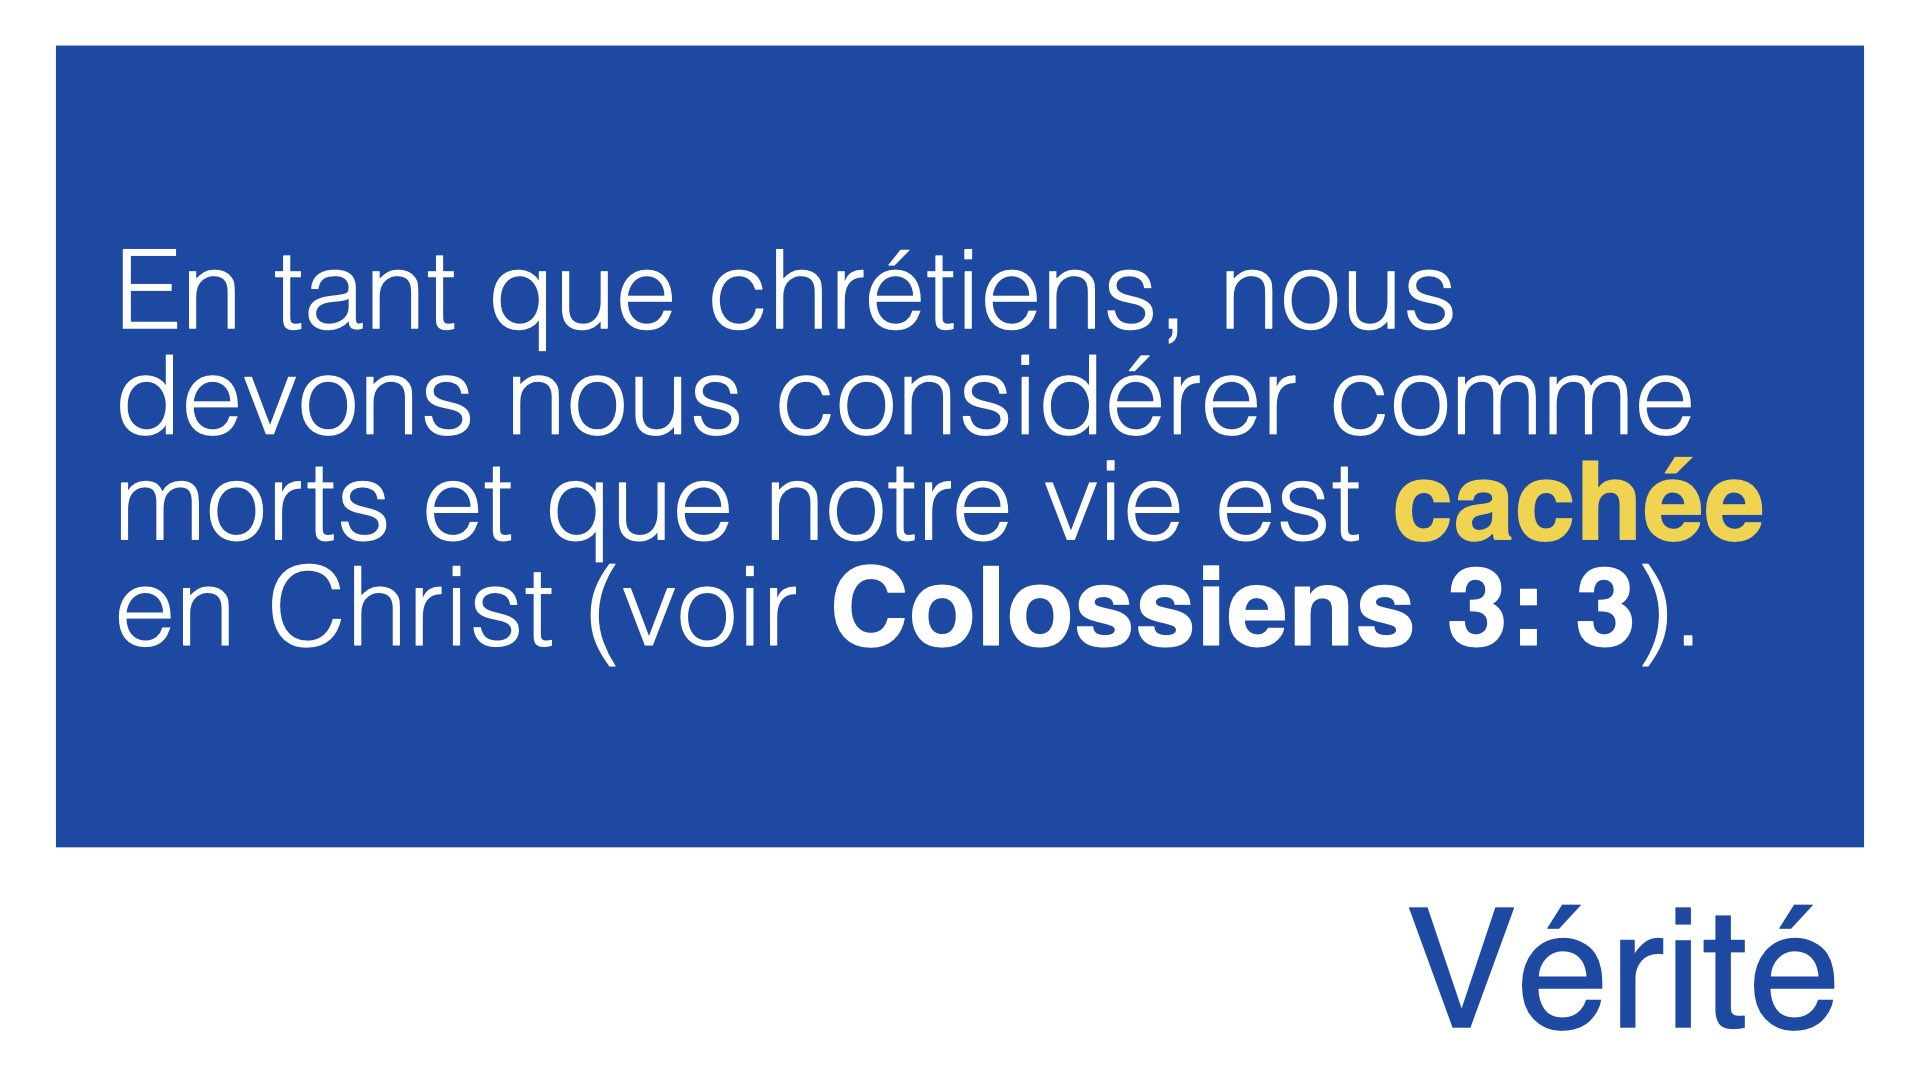 En tant que chrétiens, nous
devons nous considérer comme
morts et que notre vie est cachée
en Christ (voir Colossiens 3: 3).
Vérité